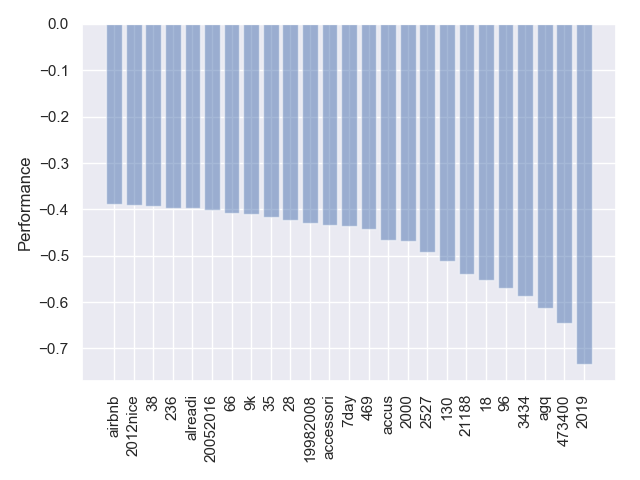 0.0
−0.1
−0.2
−0.3
−0.4
−0.5
−0.6
−0.7
Performance
airbnb
2012nice
38
236
alreadi
20052016
66
9k
35
28
19982008
accessori
7day
469
accus
2000
2527
130
21188
18
96
3434
agq
473400
2019